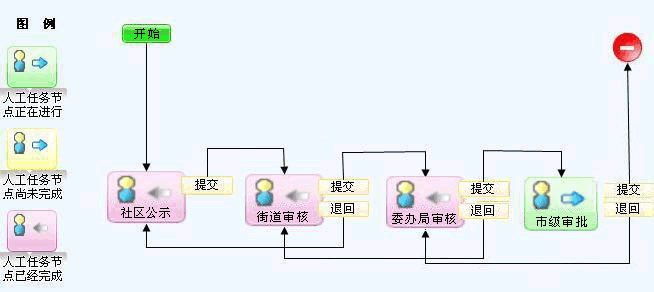 图 例
人工任务节
点正在进行
人工任务节
点尚未完成
人工任务节
点已经完成
开始
社区公示
提交
街道审核
提交
退回
委办局审核
提交
退回
市级审批
提交
退回